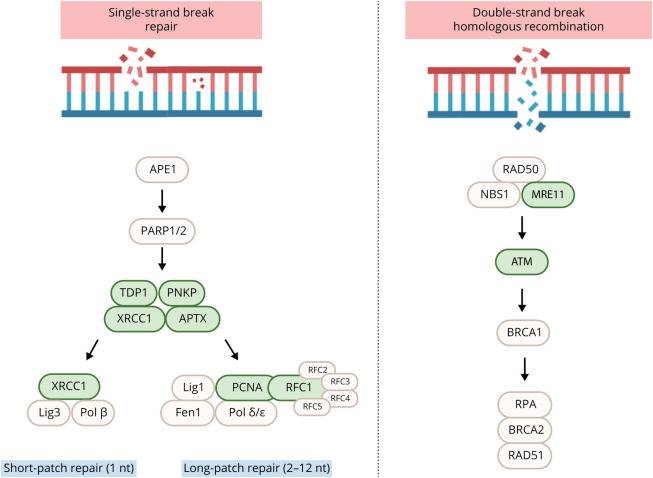 Single-strand break
repair
Double-strand break
homologous recombination
APE1
PARP1/2
TDP1
PNKP
XRCC1
APTX
XRCC1
Lig3
Pol β
Lig1
PCNA
RFC1
RFC2
RFC3
RFC4
RFC5
Fen1
Pol δ/ε
Short-patch repair (1 nt)
Long-patch repair (2–12 nt)
RAD50
NBS1
MRE11
ATM
BRCA1
RPA
BRCA2
RAD51